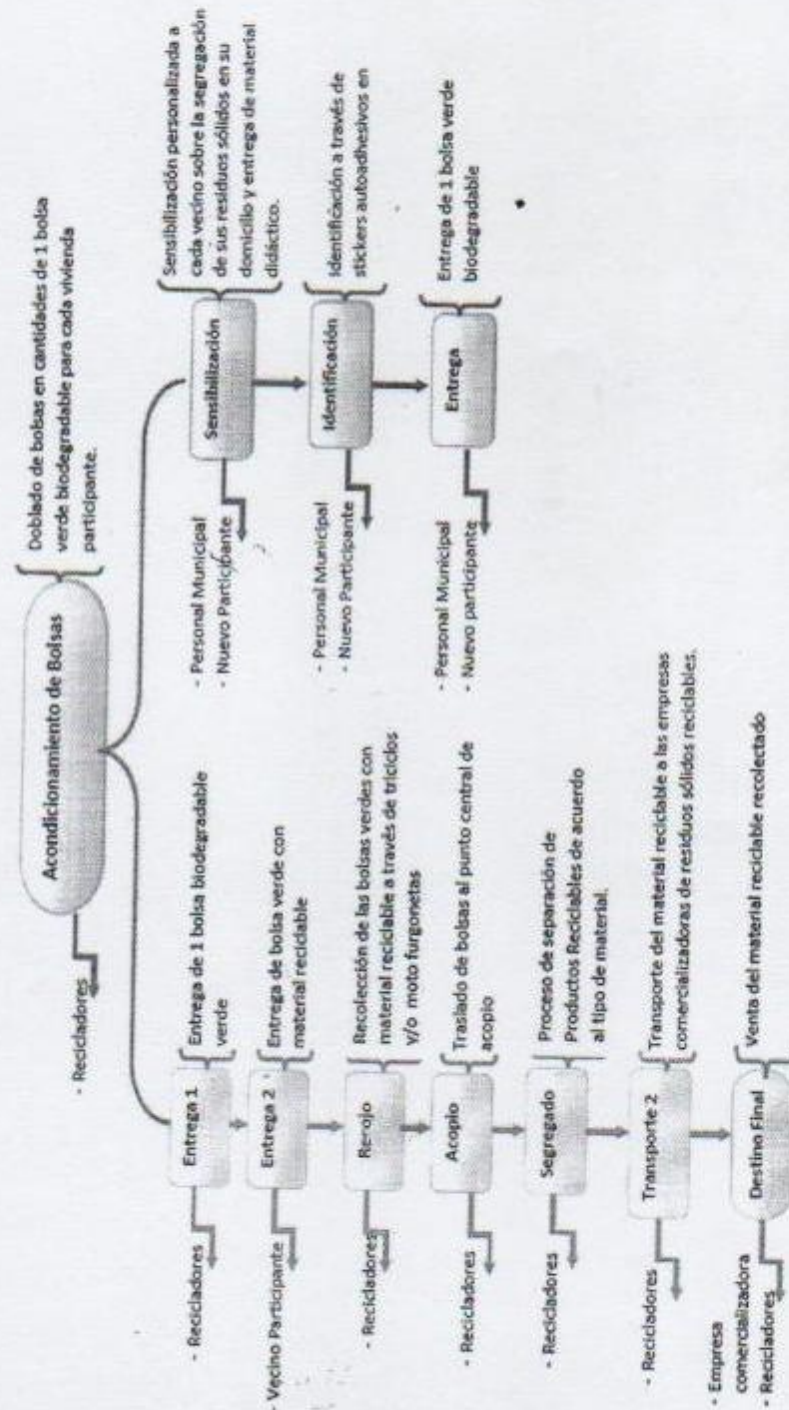 Acondicionamiento de Bolsas
Doblado de bolsas en cantidades de 1 bolsa
verde biodegradable para cada vivienda
participante.
- Recicladores
Entrega 1
Entrega de 1 bolsa biodegradable
verde
- Recicladores
Entrega 2
Entrega de bolsa verde con
material reciclable
- Vecino Participante
Rerojo
Recolección de las bolsas verdes con
material reciclable a través de triciclos
y/o moto furgonetas
- Recicladores
Acopio
Traslado de bolsas al punto central de
acopio
- Recicladores
Segregado
Proceso de separación de
Productos Reciclables de acuerdo
al tipo de material.
- Recicladores
Transporte 2
Transporte del material reciclable a las empresas
comercializadoras de residuos sólidos reciclables.
- Recicladores
Destino Final
Venta del material reciclable recolectado
- Empresa
comercializadora
- Recicladores
Sensibilización
Sensibilización personalizada a
cada vecino sobre la segregación
de sus residuos sólidos en su
domicilio y entrega de material
didáctico.
- Personal Municipal
- Nuevo Participante
Identificación
Identificación a través de
stickers autoadhesivos en
- Personal Municipal
- Nuevo Participante
Entrega
Entrega de 1 bolsa verde
biodegradable
- Personal Municipal
- Nuevo participante